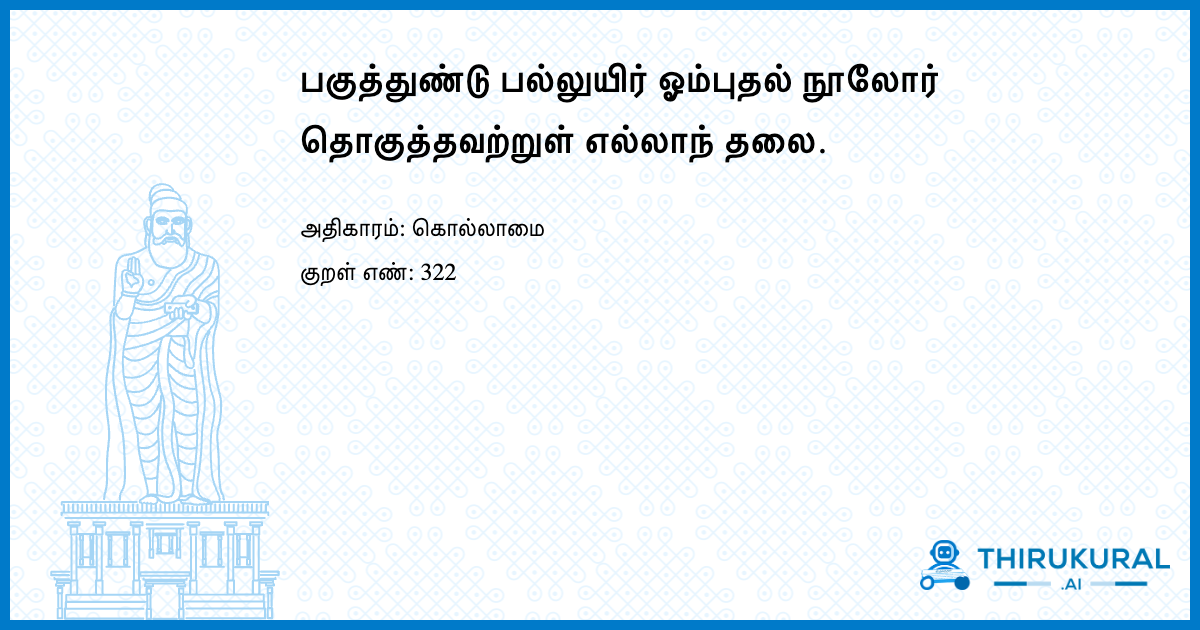 பகுத்துண்டு பல்லுயிர் ஓம்புதல் நூலோர்
தொகுத்தவற்றுள் எல்லாந் தலை.
அதிகாரம்: கொல்லாமை
குறள் எண்: 322
THIRUKURAL
.AI